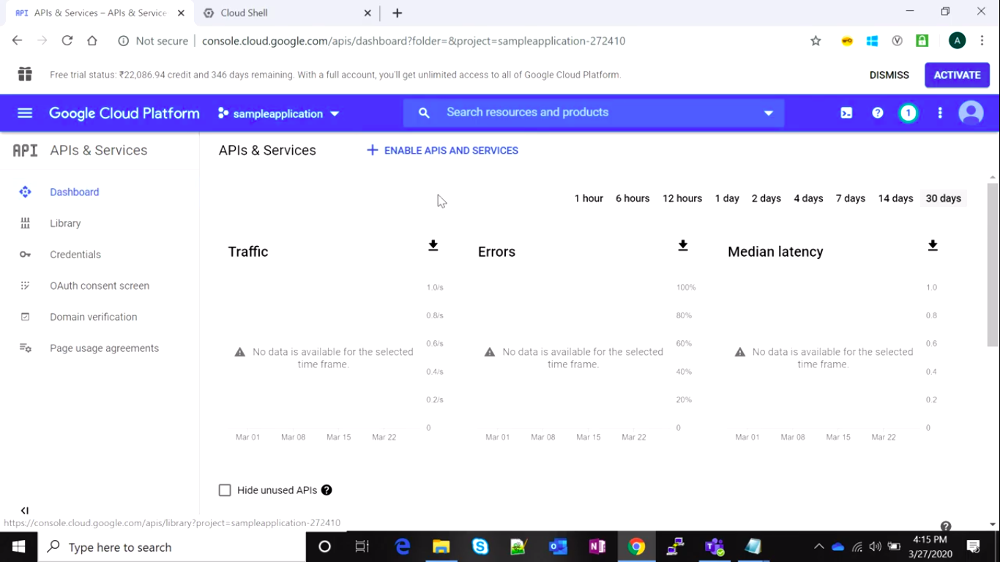 API APIs & Services – APIs & Service
Cloud Shell
Not secure
console.cloud.google.com/apis/dashboard?folder=&project=sampleapplication-272410
A
Free trial status: ₹22,086.94 credit and 346 days remaining. With a full account, you'll get unlimited access to all of Google Cloud Platform.
DISMISS
ACTIVATE
Google Cloud Platform
sampleapplication
Search resources and products
1
API APIs & Services
Dashboard
Library
Credentials
OAuth consent screen
Domain verification
Page usage agreements
APIs & Services
ENABLE APIS AND SERVICES
1 hour 6 hours 12 hours 1 day 2 days 4 days 7 days 14 days 30 days
Traffic
1.0/s
0.8/s
0.6/s
0.4/s
0.2/s
0
No data is available for the selected
time frame.
Mar 01 Mar 08 Mar 15 Mar 22
Errors
100%
80%
60%
40%
20%
0
No data is available for the selected
time frame.
Mar 01 Mar 08 Mar 15 Mar 22
Median latency
1.0
0.8
0.6
0.4
0.2
0
No data is available for the selected
time frame.
Mar 01 Mar 08 Mar 15 Mar 22
Hide unused APIs
https://console.cloud.google.com/apis/library?project=sampleapplication-272410
Type here to search
4:15 PM
3/27/2020